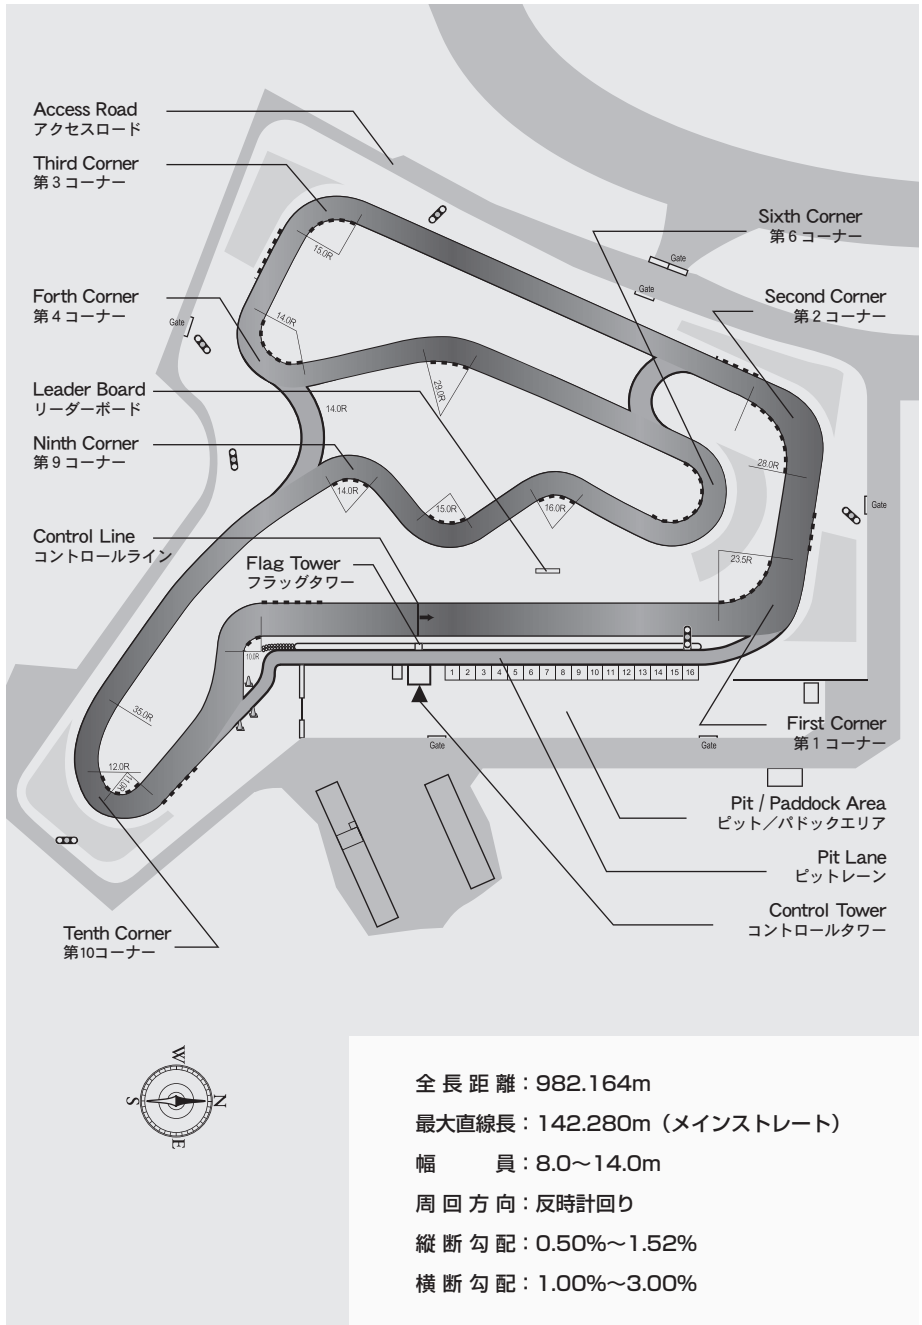 Access Road
アクセスロード
Third Corner
第3コーナー
Sixth Corner
第6コーナー
Gate
Gate
15.0R
Forth Corner
第4コーナー
Second Corner
第2コーナー
Gate
14.0R
Leader Board
リーダーボード
29.0R
14.0R
Ninth Corner
第9コーナー
28.0R
14.0R
15.0R
16.0R
Gate
Control Line
コントロールライン
Flag Tower
フラッグタワー
23.5R
10.0R
1 2 3 4 5 6 7 8 9 10 11 12 13 14 15 16
35.0R
First Corner
第1コーナー
Gate
Gate
12.0R
11.0R
Pit / Paddock Area
ピット／パドックエリア
Pit Lane
ピットレーン
Control Tower
コントロールタワー
Tenth Corner
第10コーナー
W
S
N
E
全長距離：982.164m
最大直線長：142.280m（メインストレート）
幅員：8.0～14.0m
周回方向：反時計回り
縦断勾配：0.50%～1.52%
横断勾配：1.00%～3.00%